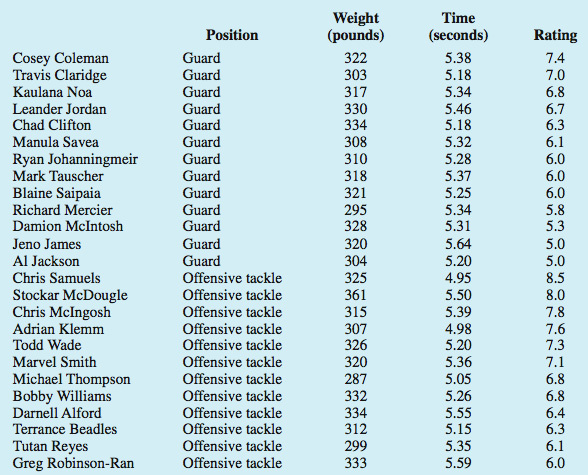 Weight Time
Position (pounds) (seconds) Rating
Cosey Coleman Guard 322 5.38 7.4
Travis Claridge Guard 303 5.18 7.0
Kaulana Noa Guard 317 5.34 6.8
Leander Jordan Guard 330 5.46 6.7
Chad Clifton Guard 334 5.18 6.3
Manula Savea Guard 308 5.32 6.1
Ryan Johanningmeir Guard 310 5.28 6.0
Mark Tauscher Guard 318 5.37 6.0
Blaine Saipaia Guard 321 5.25 6.0
Richard Mercier Guard 295 5.34 5.8
Damion McIntosh Guard 328 5.31 5.3
Jeno James Guard 320 5.64 5.0
Al Jackson Guard 304 5.20 5.0
Chris Samuels Offensive tackle 325 4.95 8.5
Stockar McDougle Offensive tackle 361 5.50 8.0
Chris McIngosh Offensive tackle 315 5.39 7.8
Adrian Klemm Offensive tackle 307 4.98 7.6
Todd Wade Offensive tackle 326 5.20 7.3
Marvel Smith Offensive tackle 320 5.36 7.1
Michael Thompson Offensive tackle 287 5.05 6.8
Bobby Williams Offensive tackle 332 5.26 6.8
Darnell Alford Offensive tackle 334 5.55 6.4
Terrance Beadles Offensive tackle 312 5.15 6.3
Tutan Reyes Offensive tackle 299 5.35 6.1
Greg Robinson-Ran Offensive tackle 333 5.59 6.0